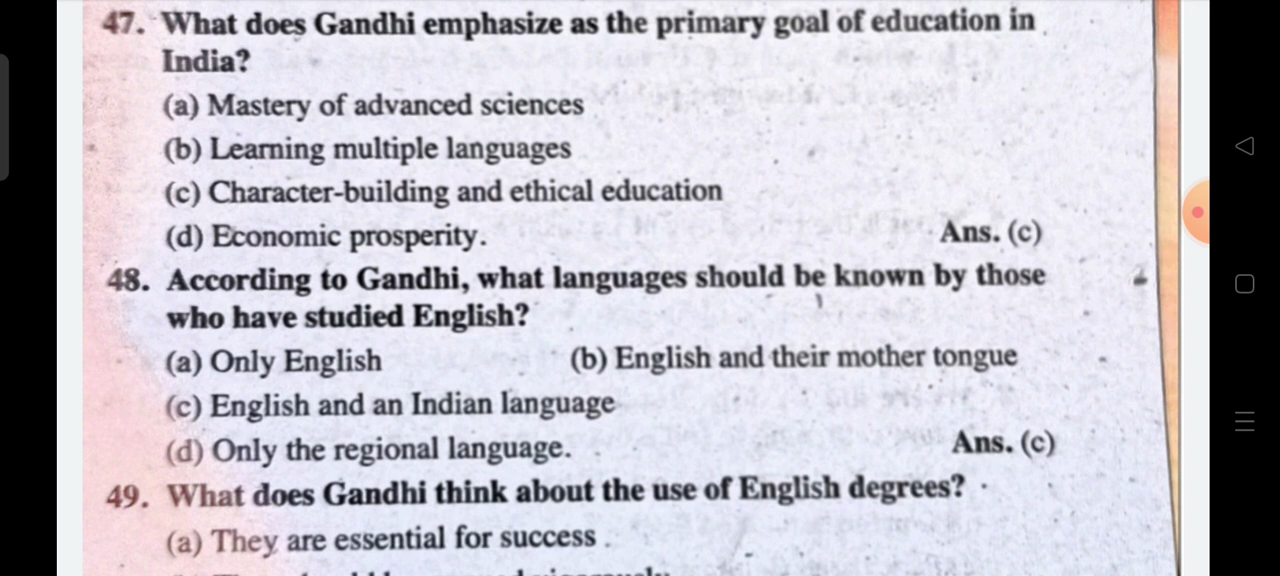 47. What does Gandhi emphasize as the primary goal of education in
India?
(a) Mastery of advanced sciences
(b) Learning multiple languages
(c) Character-building and ethical education
(d) Economic prosperity. Ans. (c)
48. According to Gandhi, what languages should be known by those
who have studied English?
(a) Only English (b) English and their mother tongue
(c) English and an Indian language
(d) Only the regional language. Ans. (c)
49. What does Gandhi think about the use of English degrees?
(a) They are essential for success